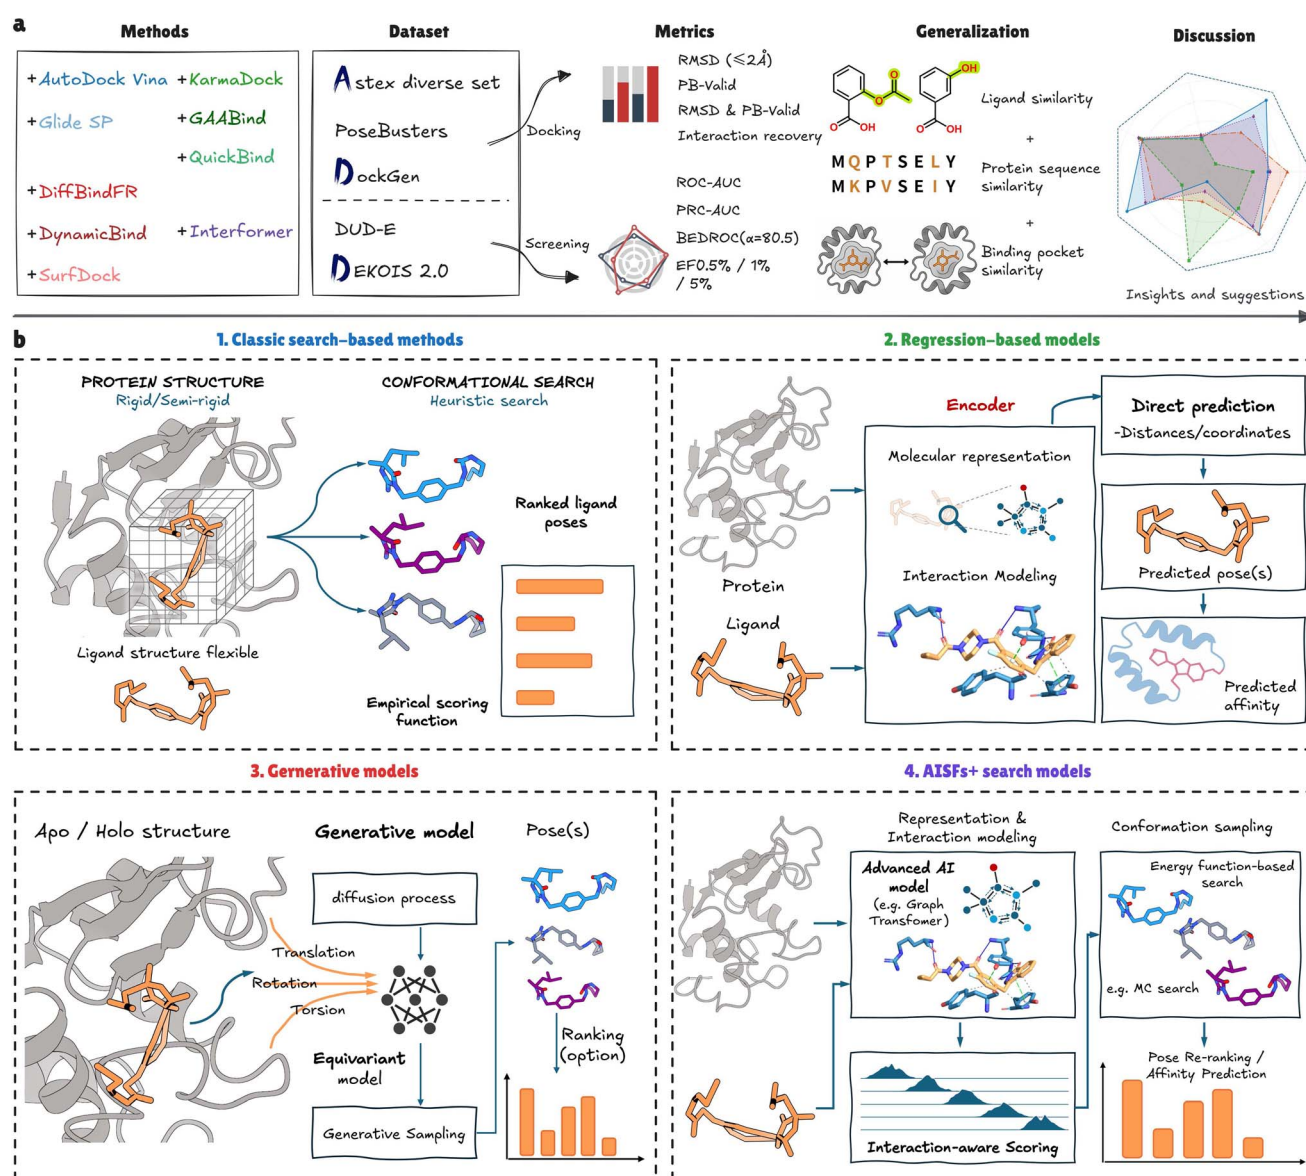 a
Methods
+AutoDock Vina
+Glide SP
+DiffBindFR
+DynamicBind
+SurfDock
+KarmaDock
+GAABind
+QuickBind
+Interformer
Dataset
Astex diverse set
PoseBusters
DockGen
DUD-E
DEKOIS 2.0
Docking
Screening
Metrics
RMSD (⩽2Å)
PB-Valid
RMSD & PB-Valid
Interaction recovery
ROC-AUC
PRC-AUC
BEDROC(α=80.5)
EF0.5% / 1%
/ 5%
Generalization
O
O
O
OH
OH
O
OH
Ligand similarity
+
M Q P T S E L Y
M K P V S E I Y
Protein sequence
similarity
+
Binding pocket
similarity
Discussion
Insights and suggestions
b
1. Classic search-based methods
PROTEIN STRUCTURE
Rigid/Semi-rigid
Ligand structure flexible
CONFORMATIONAL SEARCH
Heuristic search
Ranked ligand
poses
Empirical scoring
function
2. Regression-based models
Protein
Ligand
Encoder
Molecular representation
Interaction Modeling
Direct prediction
-Distances/coordinates
Predicted pose(s)
Predicted
affinity
3. Gernerative models
Apo / Holo structure
Translation
Rotation
Torsion
Generative model
diffusion process
Equivariant
model
Generative Sampling
Pose(s)
Ranking
(option)
4. AISFs+ search models
Representation &
Interaction modeling
Advanced AI
model
(e.g. Graph
Transfomer)
Interaction-aware Scoring
Conformation sampling
Energy function-based
search
e.g. MC search
Pose Re-ranking /
Affinity Prediction